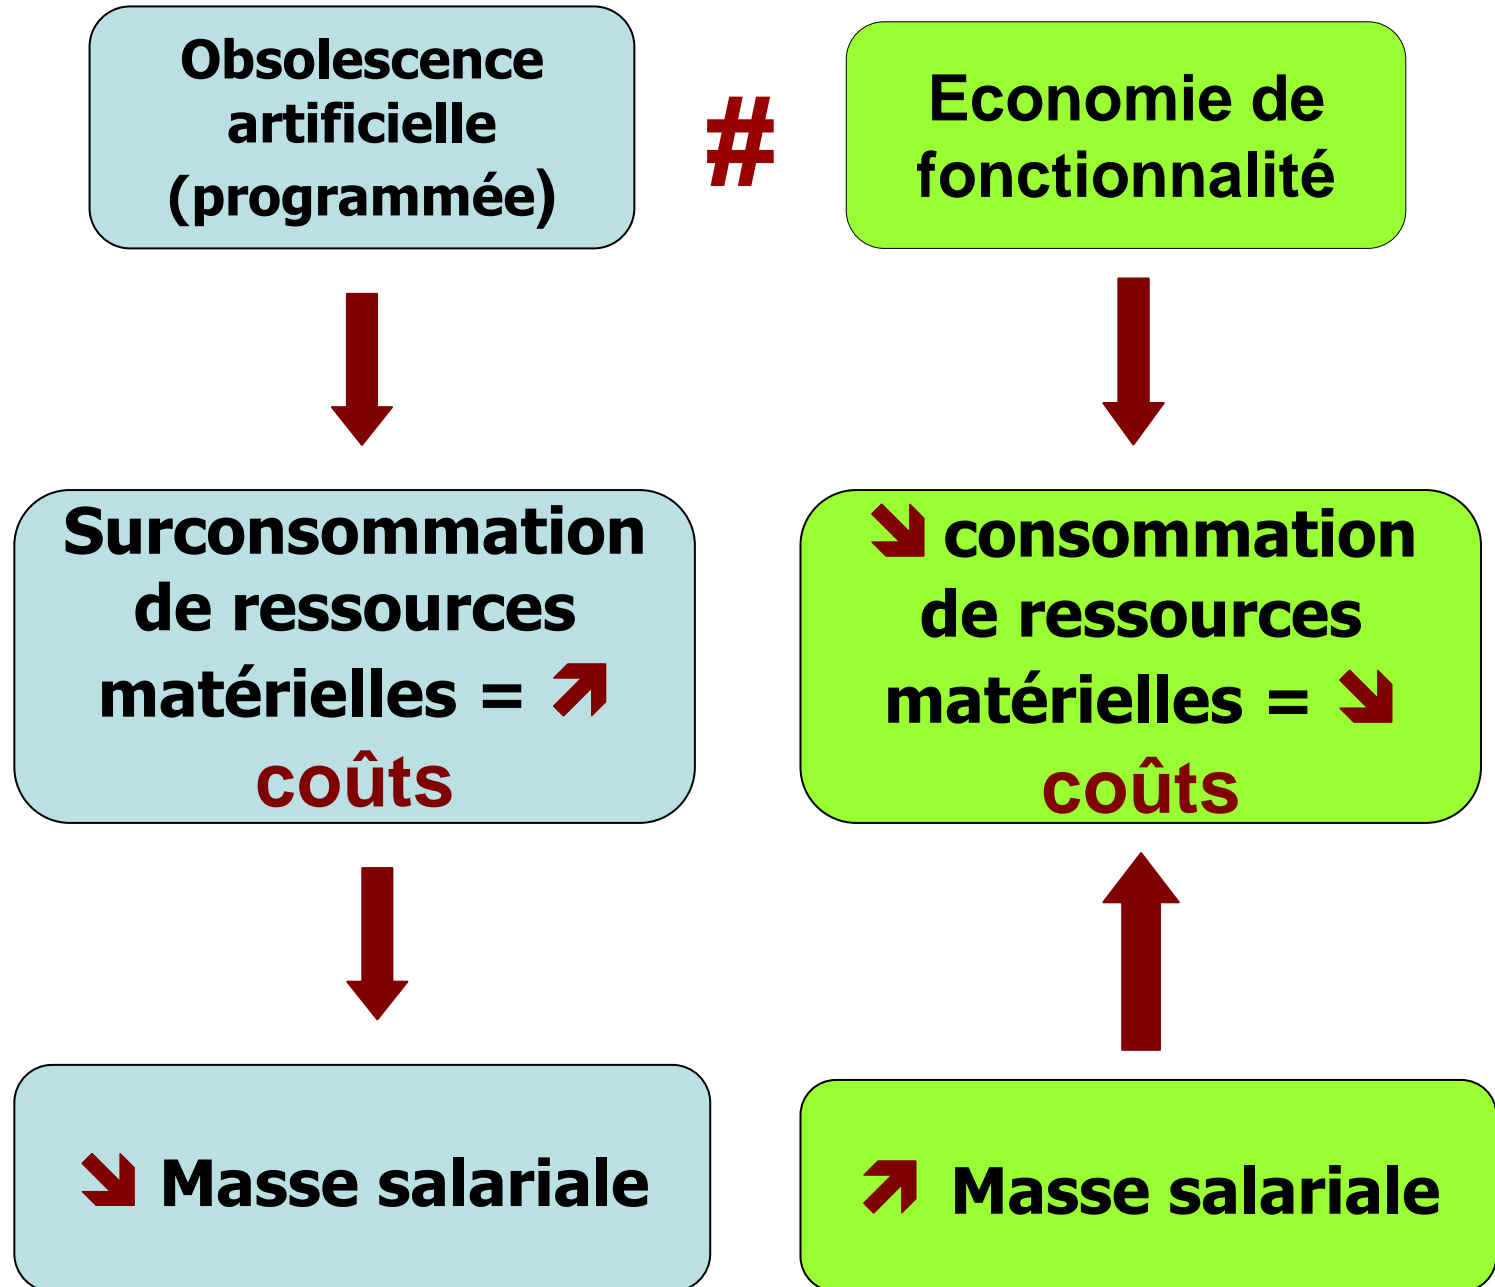 Obsolescence
artificielle
(programmée)
#
Economie de
fonctionnalité
Surconsommation
de ressources
matérielles = ↗
coûts
↘ consommation
de ressources
matérielles = ↘
coûts
↘ Masse salariale
↗ Masse salariale